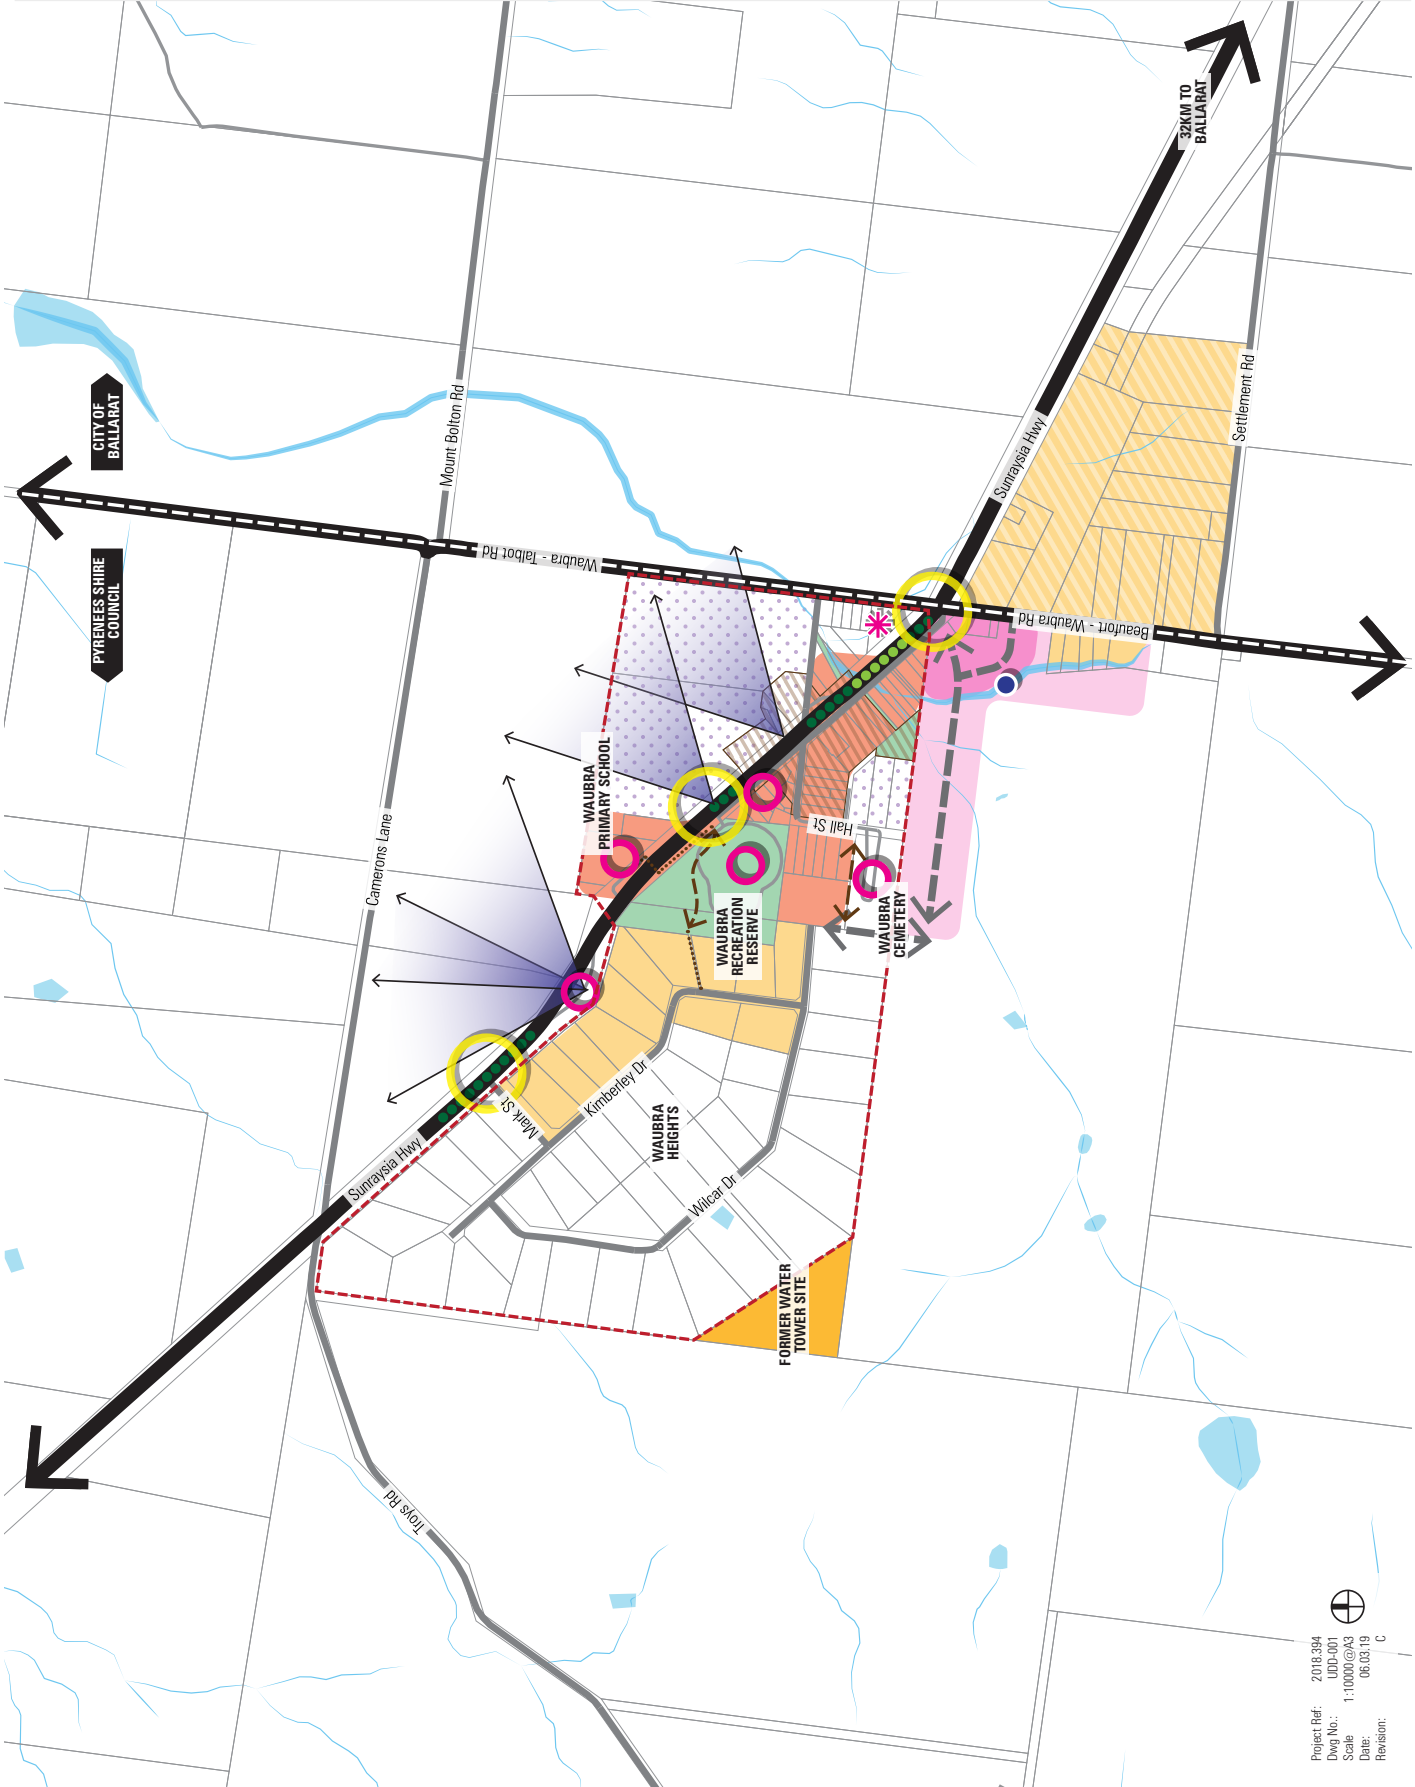 32KM TO
BALLARAT
CITY OF
BALLARAT
PYRENEES SHIRE
COUNCIL
Mount Bolton Rd
Waubra - Talbot Rd
Sunraysia Hwy
Settlement Rd
Beaufort - Waubra Rd
Camerons Lane
WAUBRA
PRIMARY SCHOOL
Hall St
WAUBRA
RECREATION
RESERVE
WAUBRA
CEMETERY
Sunraysia Hwy
Mark St
Kimberley Dr
WAUBRA
HEIGHTS
Wilcar Dr
FORMER WATER
TOWER SITE
Troys Rd
Project Ref: 2018.394
Dwg No.: UDD-001
Scale 1:10000@A3
Date: 06.03.19
Revision: C